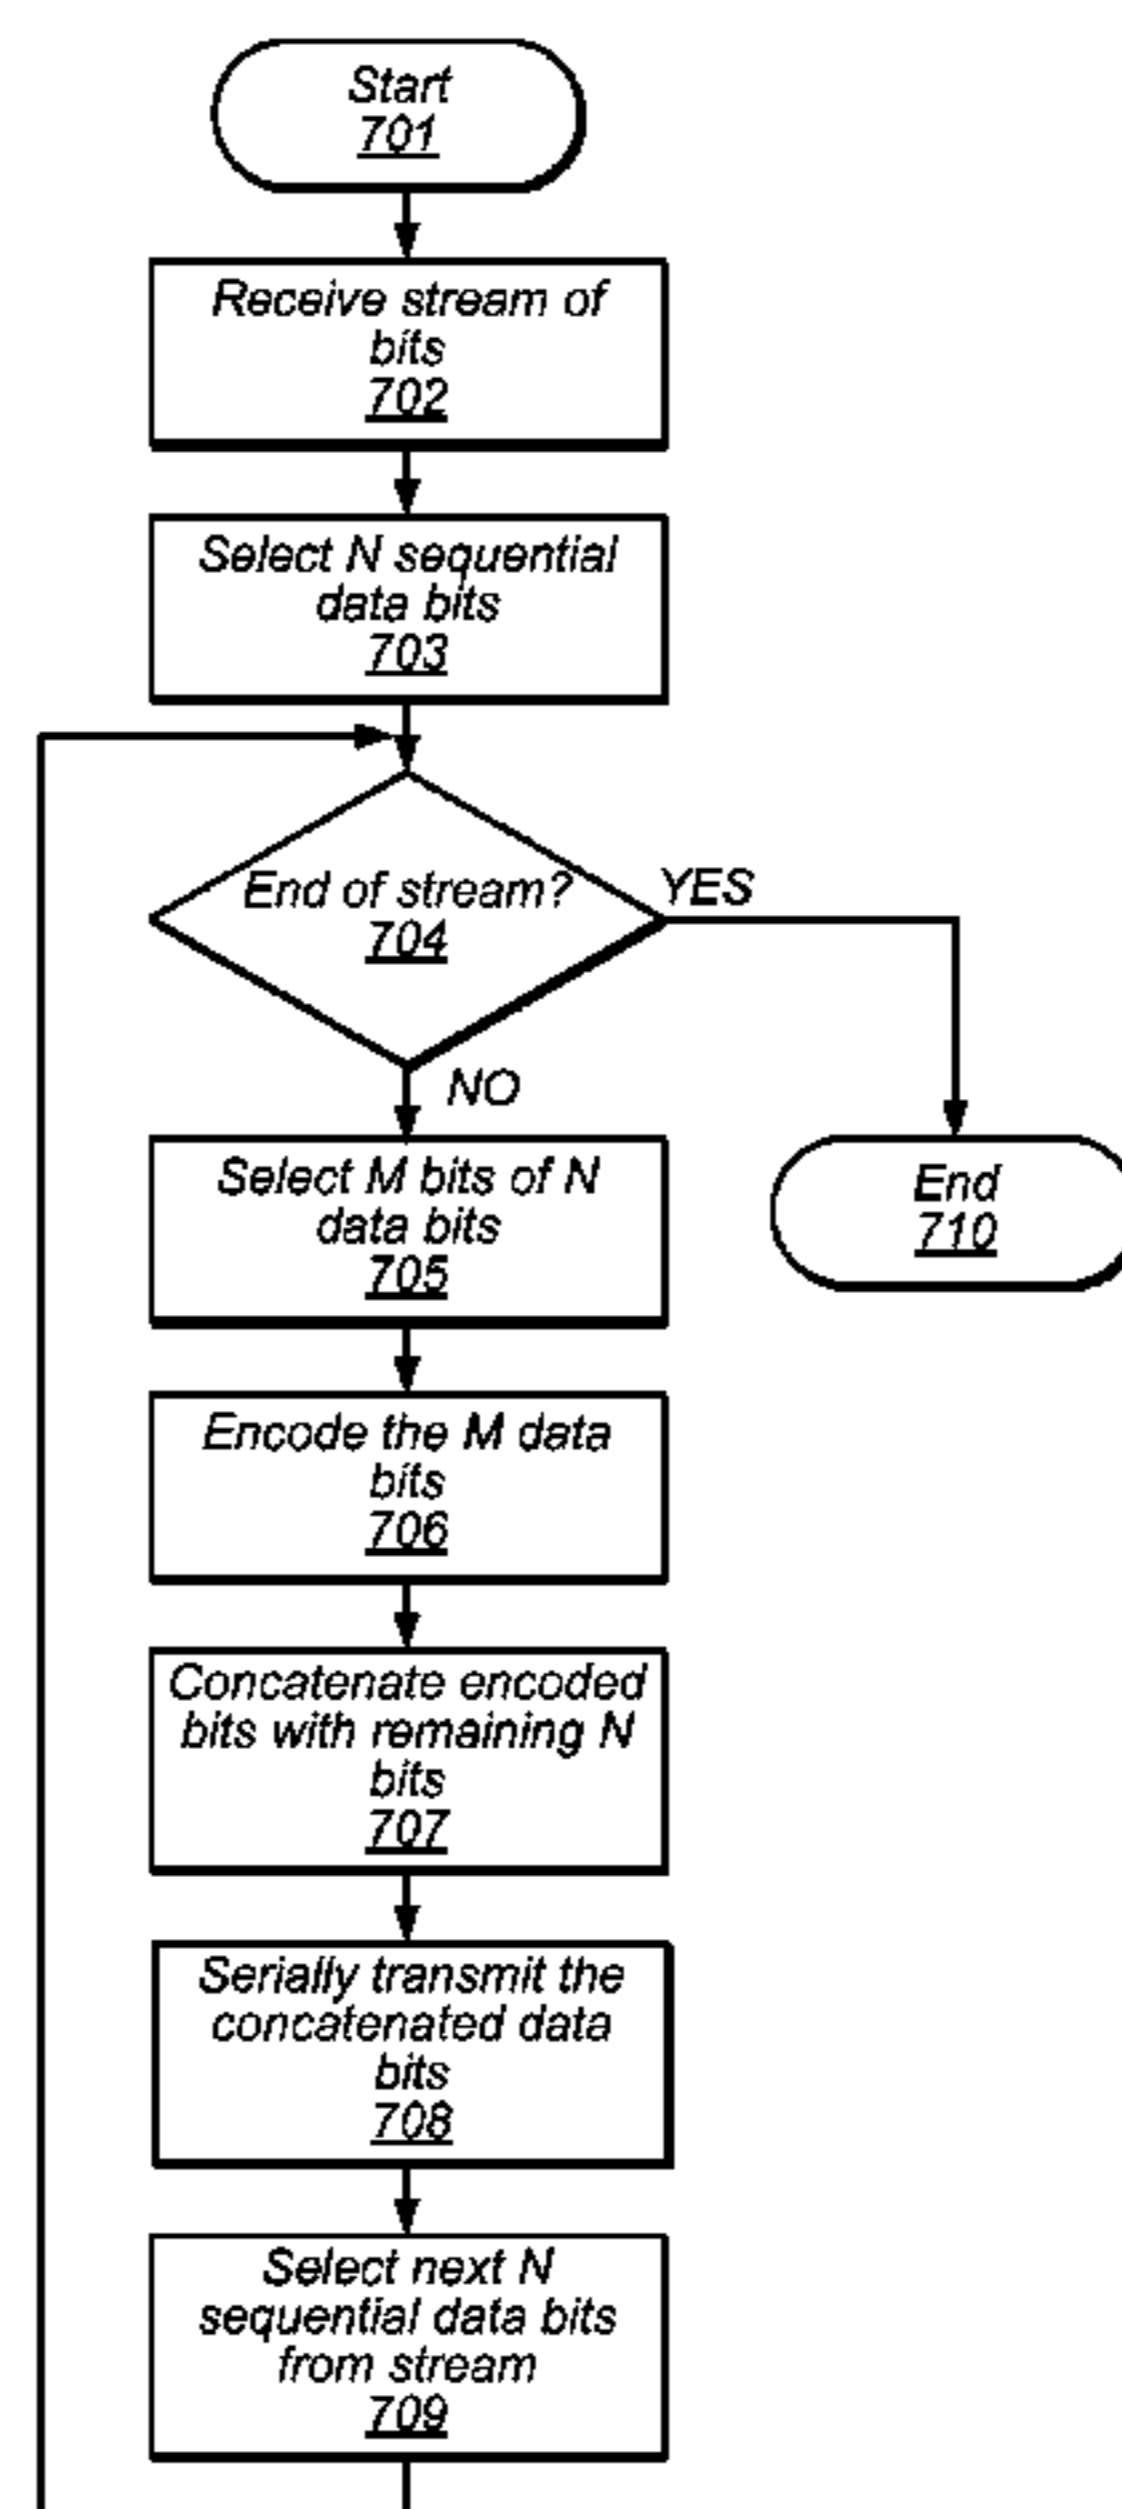 Start
701
Receive stream of
bits
702
Select N sequential
data bits
703
End of stream?
704
YES
NO
Select M bits of N
data bits
705
End
710
Encode the M data
bits
706
Concatenate encoded
bits with remaining N
bits
707
Serially transmit the
concatenated data
bits
708
Select next N
sequential data bits
from stream
709